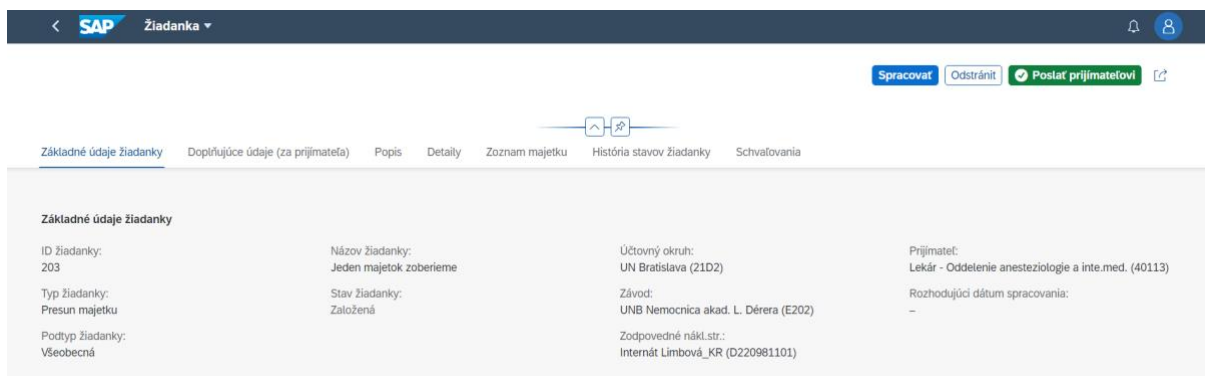 SAP Žiadanka
Spracovať Odstránit Poslať prijímateľovi
Základné údaje žiadanky Doplňujúce údaje (za prijímateľa) Popis Detaily Zoznam majetku História stavov žiadanky Schvaľovania
Základné údaje žiadanky
ID žiadanky: Názov žiadanky: Účtovný okruh: Prijímateľ:
203 Jeden majetok zoberieme UN Bratislava (21D2) Lekár - Oddelenie anesteziologie a inte.med. (40113)
Typ žiadanky: Stav žiadanky: Závod: Rozhodujúci dátum spracovania:
Presun majetku Založená UNB Nemocnica akad. L. Dérera (E202) –
Podtyp žiadanky: Zodpovedné nákl.str.:
Všeobecná Internát Limbová_KR (D220981101)